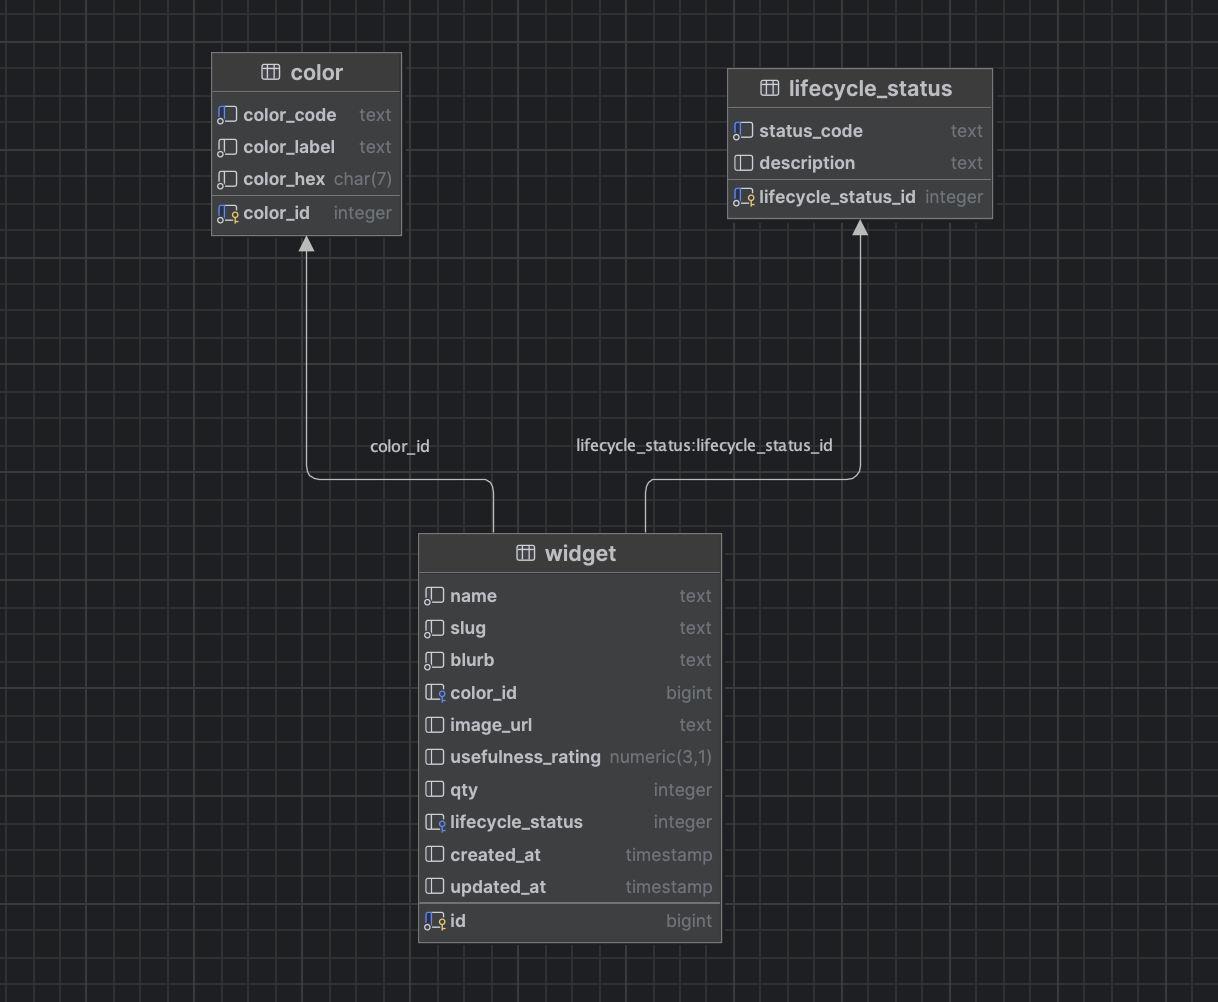 color
color_code text
color_label text
color_hex char(7)
color_id integer
lifecycle_status
status_code text
description text
lifecycle_status_id integer
color_id
lifecycle_status:lifecycle_status_id
widget
name text
slug text
blurb text
color_id bigint
image_url text
usefulness_rating numeric(3,1)
qty integer
lifecycle_status integer
created_at timestamp
updated_at timestamp
id bigint